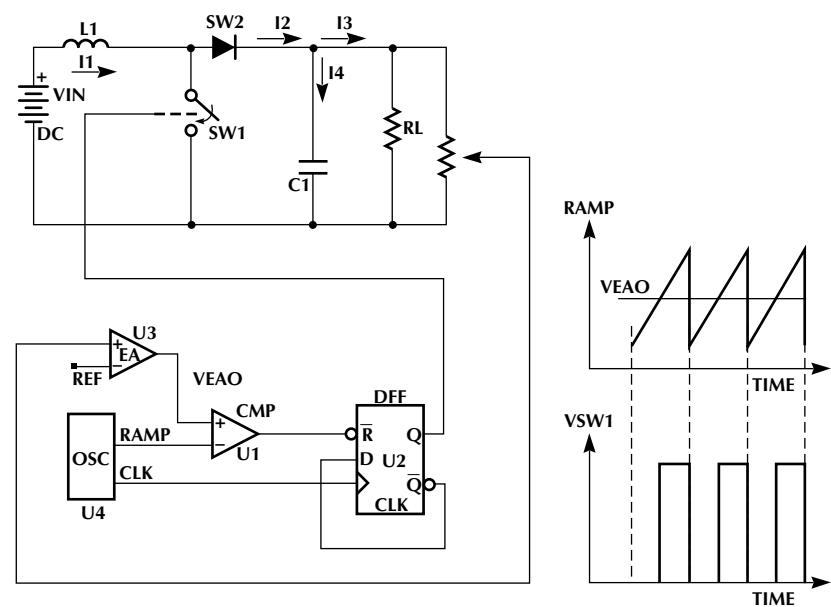 L1
SW2
I2
I3
I1
I4
+
VIN
DC
SW1
RL
C1
RAMP
VEAO
TIME
U3
+
EA
−
REF
VEAO
DFF
CMP
+
−
U1
R̅
Q
D
U2
Q̅
CLK
OSC
RAMP
CLK
U4
VSW1
TIME